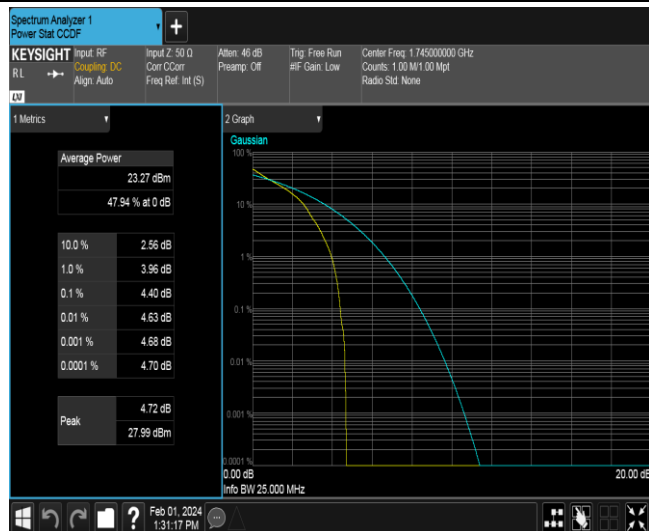 Spectrum Analyzer 1
Power Stat CCDF
+
KEYSIGHT
RL
Input: RF
Coupling: DC
Align: Auto
Input Z: 50 Ω
Corr CCorr
Freq Ref: Int (S)
Atten: 46 dB
Preamp: Off
Trig: Free Run
#IF Gain: Low
Center Freq: 1.745000000 GHz
Counts: 1.00 M/1.00 Mpt
Radio Std: None
1 Metrics
Average Power
23.27 dBm
47.94 % at 0 dB
10.0 % 2.56 dB
1.0 % 3.96 dB
0.1 % 4.40 dB
0.01 % 4.63 dB
0.001 % 4.68 dB
0.0001 % 4.70 dB
Peak
4.72 dB
27.99 dBm
2 Graph
Gaussian
100 %
10 %
1 %
0.1 %
0.01 %
0.001 %
0.0001 %
0.00 dB
20.00 dB
Info BW 25.000 MHz
?
Feb 01, 2024
1:31:17 PM